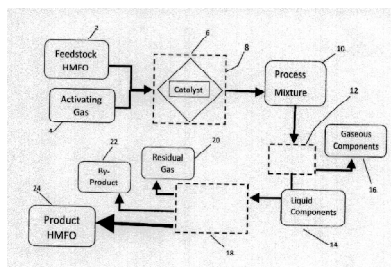 2
6
8
10
Feedstock
HMFO
Activating
Gas
4
Catalyst
Process
Mixture
12
Gaseous
Components
16
22
20
Residual
Gas
By-
Product
24
Product
HMFO
18
Liquid
Components
14